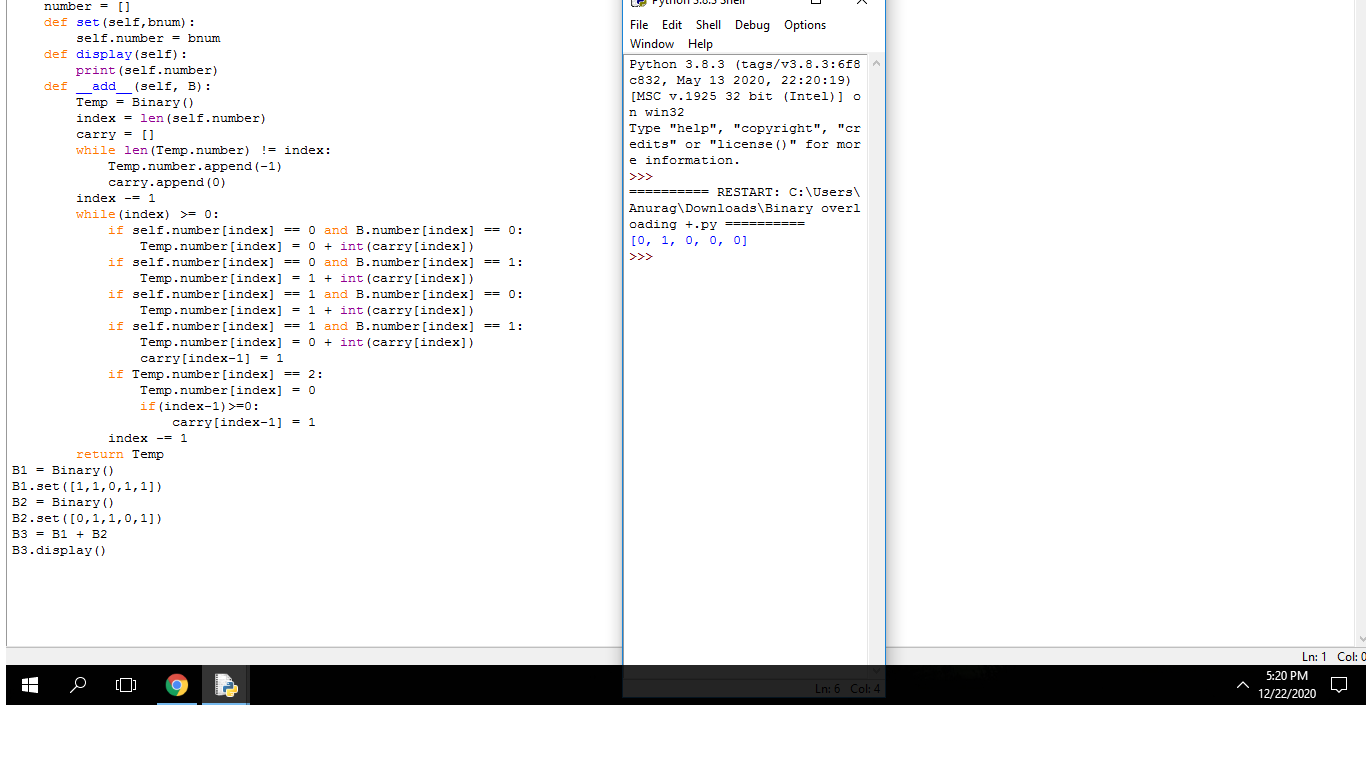 number = []
def set(self,bnum):
self.number = bnum
def display(self):
print(self.number)
def __add__(self, B):
Temp = Binary()
index = len(self.number)
carry = []
while len(Temp.number) != index:
Temp.number.append(-1)
carry.append(0)
index -= 1
while(index) >= 0:
if self.number[index] == 0 and B.number[index] == 0:
Temp.number[index] = 0 + int(carry[index])
if self.number[index] == 0 and B.number[index] == 1:
Temp.number[index] = 1 + int(carry[index])
if self.number[index] == 1 and B.number[index] == 0:
Temp.number[index] = 1 + int(carry[index])
if self.number[index] == 1 and B.number[index] == 1:
Temp.number[index] = 0 + int(carry[index])
carry[index-1] = 1
if Temp.number[index] == 2:
Temp.number[index] = 0
if(index-1)>=0:
carry[index-1] = 1
index -= 1
return Temp
B1 = Binary()
B1.set([1,1,0,1,1])
B2 = Binary()
B2.set([0,1,1,0,1])
B3 = B1 + B2
B3.display()
Python 3.8.3 Shell
File Edit Shell Debug Options
Window Help
Python 3.8.3 (tags/v3.8.3:6f8
c832, May 13 2020, 22:20:19)
[MSC v.1925 32 bit (Intel)] o
n win32
Type "help", "copyright", "cr
edits" or "license()" for mor
e information.
>>>
========== RESTART: C:\Users\
Anurag\Downloads\Binary overl
oading +.py ==========
[0, 1, 0, 0, 0]
>>>
Ln: 6 Col: 4
Ln: 1 Col: 0
5:20 PM
12/22/2020